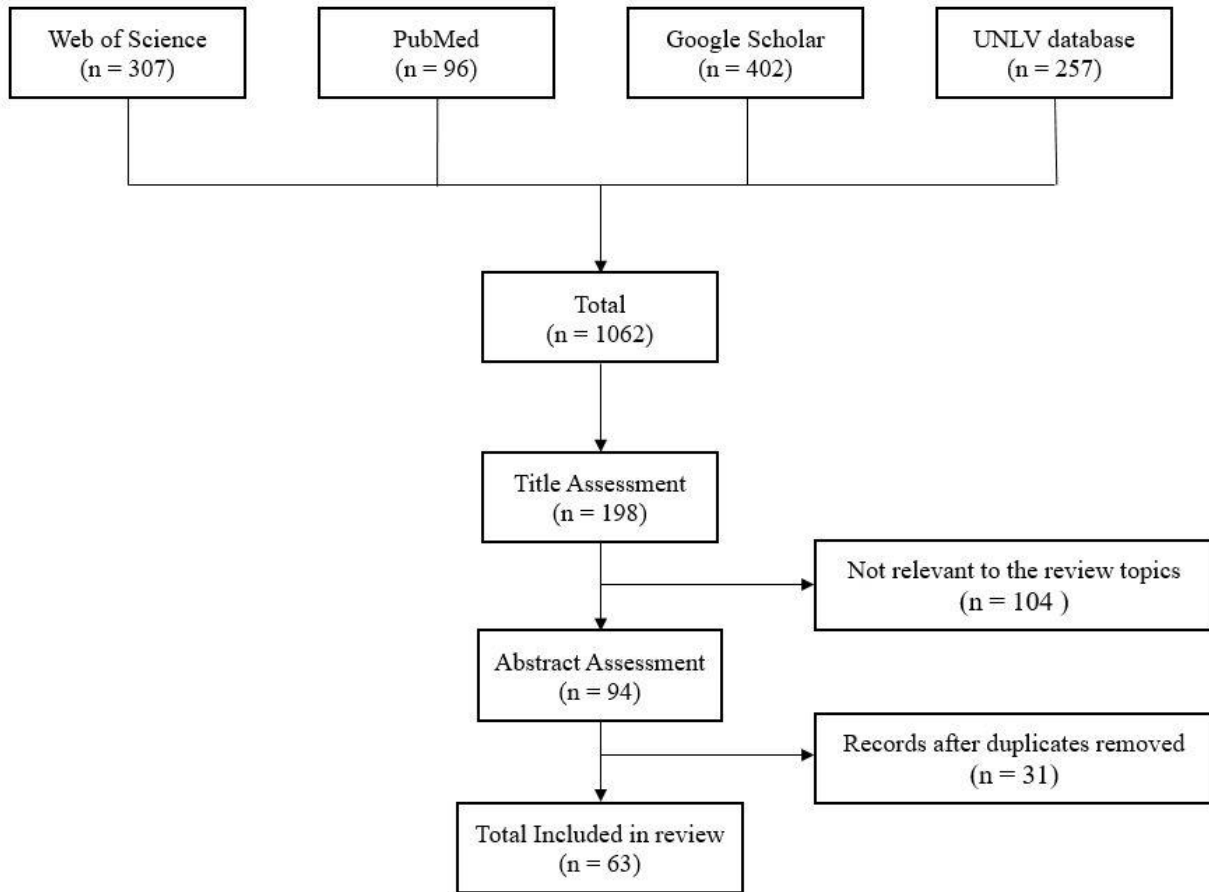 Web of Science
(n = 307)
PubMed
(n = 96)
Google Scholar
(n = 402)
UNLV database
(n = 257)
Total
(n = 1062)
Title Assessment
(n = 198)
Not relevant to the review topics
(n = 104 )
Abstract Assessment
(n = 94)
Records after duplicates removed
(n = 31)
Total Included in review
(n = 63)